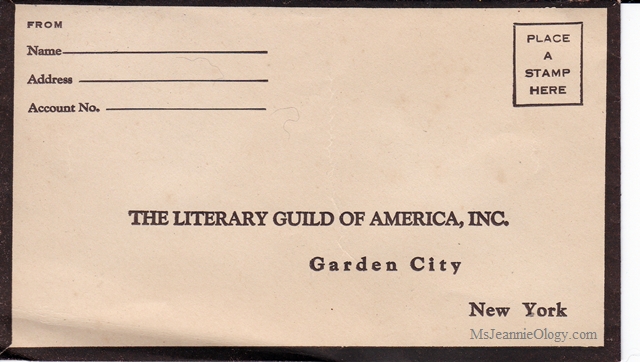 FROM
Name
Address
Account No.
PLACE
A
STAMP
HERE
THE LITERARY GUILD OF AMERICA, INC.
Garden City
New York
MsJeannieOlogy.com